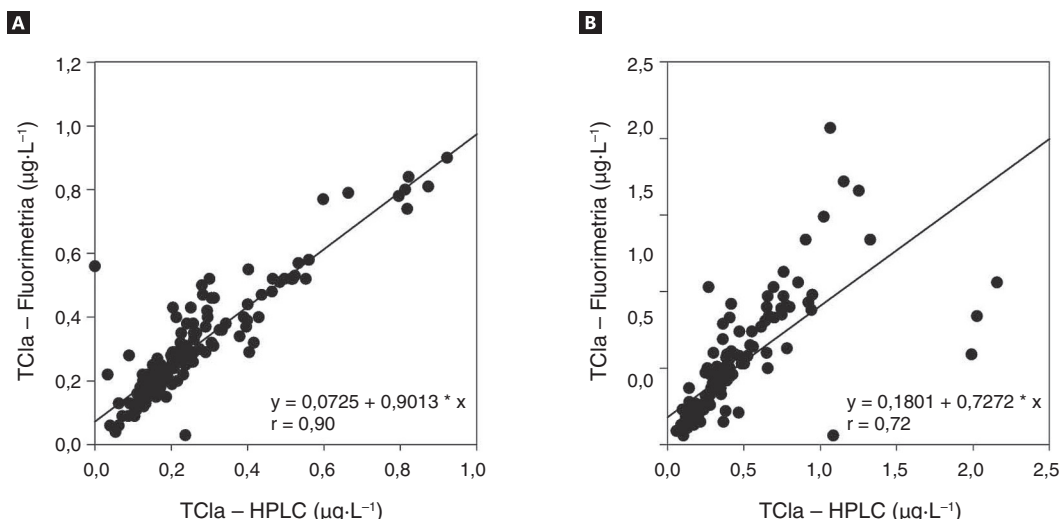 A
1,2
1,0
0,8
0,6
0,4
0,2
0,0
TCla – Fluorimetria (µg·L⁻¹)
y = 0,0725 + 0,9013 * x
r = 0,90
0,0 0,2 0,4 0,6 0,8 1,0
TCla – HPLC (µg·L⁻¹)
B
2,5
2,0
1,5
1,0
0,5
0,0
TCla – Fluorimetria (µg·L⁻¹)
y = 0,1801 + 0,7272 * x
r = 0,72
0,0 0,5 1,0 1,5 2,0 2,5
TCla – HPLC (µg·L⁻¹)